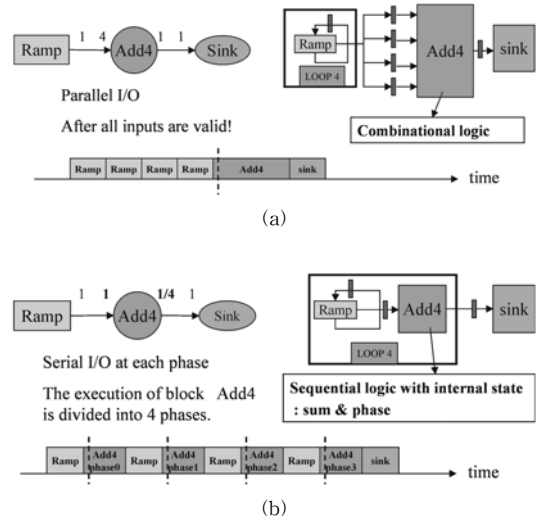 1 4 1 1
Ramp Add4 Sink
Parallel I/O
After all inputs are valid!
Ramp
LOOP 4
Add4
sink
Combinational logic
Ramp Ramp Ramp Ramp Add4 sink
time
(a)
1 1 1/4 1
Ramp Add4 Sink
Serial I/O at each phase
The execution of block Add4
is divided into 4 phases.
Ramp
Add4
sink
LOOP 4
Sequential logic with internal state
: sum & phase
Ramp Add4 phase0 Ramp Add4 phase1 Ramp Add4 phase2 Ramp Add4 phase3 sink
time
(b)